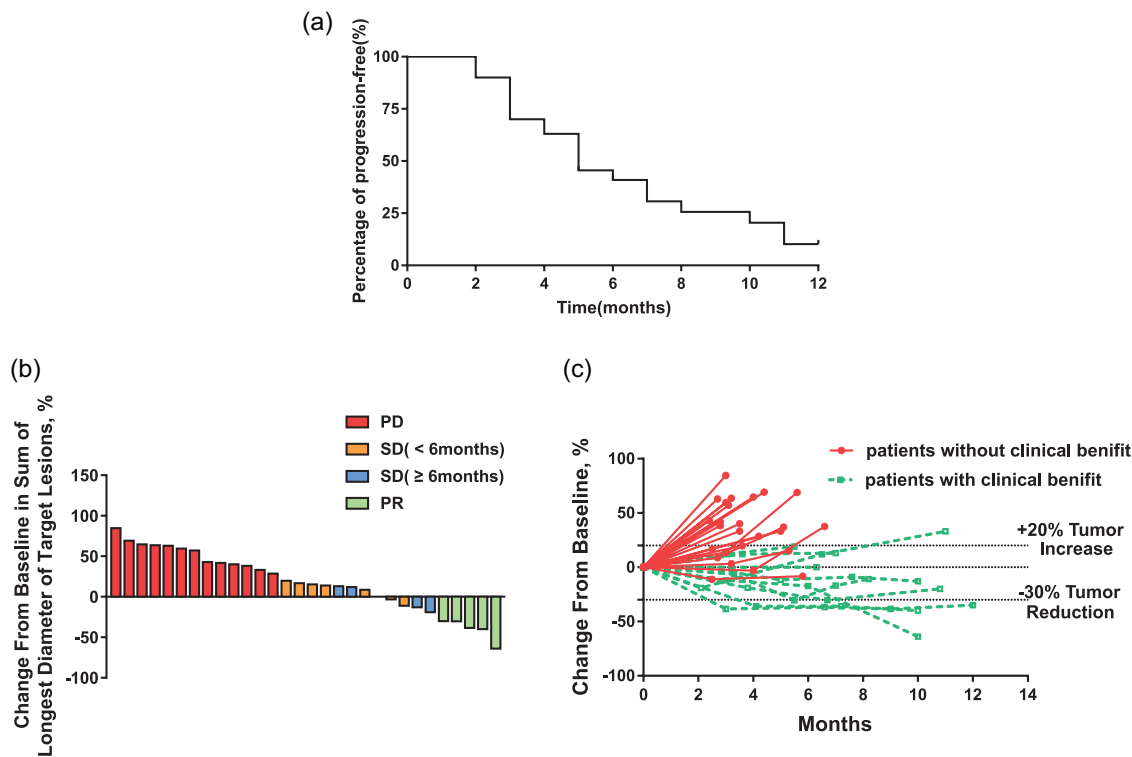 (a)
Percentage of progression-free(%)
100
75
50
25
0
0 2 4 6 8 10 12
Time(months)
(b)
Change From Baseline in Sum of
Longest Diameter of Target Lesions, %
PD
SD( < 6months)
SD( ≥ 6months)
PR
150
100
50
0
-50
-100
(c)
Change From Baseline, %
patients without clinical benifit
patients with clinical benifit
100
50
0
-50
-100
+20% Tumor
Increase
-30% Tumor
Reduction
0 2 4 6 8 10 12 14
Months